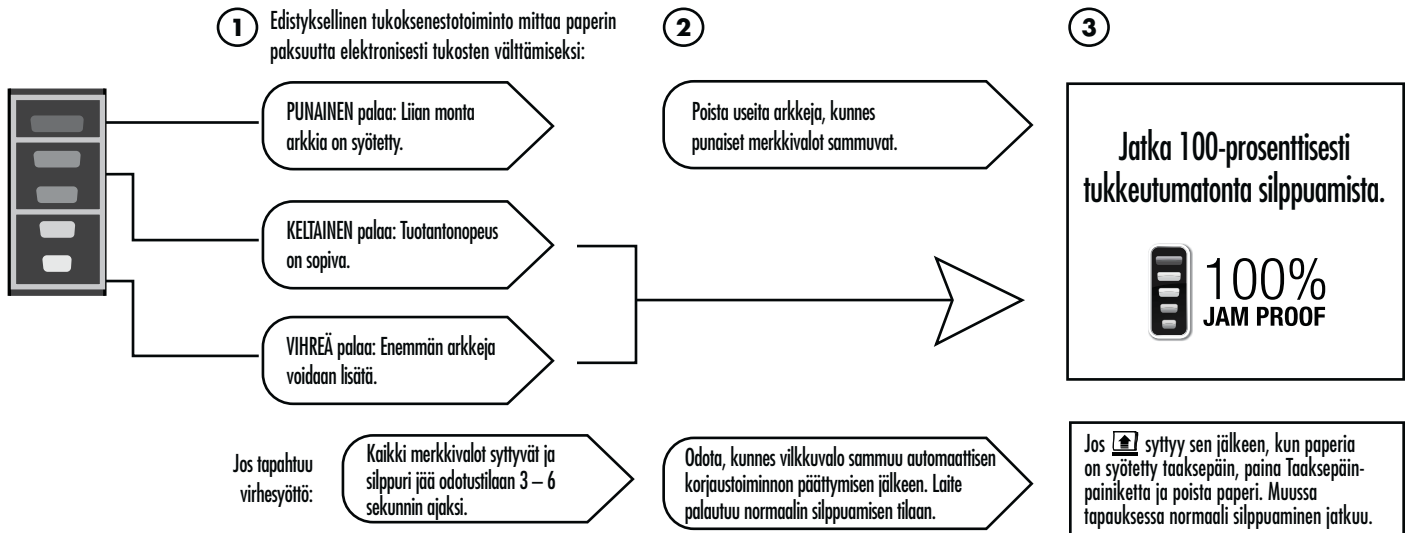 1
Edistyksellinen tukoksenestotoiminto mittaa paperin
paksuutta elektronisesti tukosten välttämiseksi:
2
3
PUNAINEN palaa: Liian monta
arkkia on syötetty.
Poista useita arkkeja, kunnes
punaiset merkkivalot sammuvat.
KELTAINEN palaa: Tuotantonopeus
on sopiva.
VIHREÄ palaa: Enemmän arkkeja
voidaan lisätä.
Jatka 100-prosenttisesti
tukkeutumatonta silppuamista.
100%
JAM PROOF
Jos tapahtuu
virhesyöttö:
Kaikki merkkivalot syttyvät ja
silppuri jää odotustilaan 3 – 6
sekunnin ajaksi.
Odota, kunnes vilkkuvalo sammuu automaattisen
korjaustoiminnon päättymisen jälkeen. Laite
palautuu normaalin silppuamisen tilaan.
Jos syttyy sen jälkeen, kun paperia
on syötetty taaksepäin, paina Taaksepäin-
painiketta ja poista paperi. Muussa
tapauksessa normaali silppuaminen jatkuu.